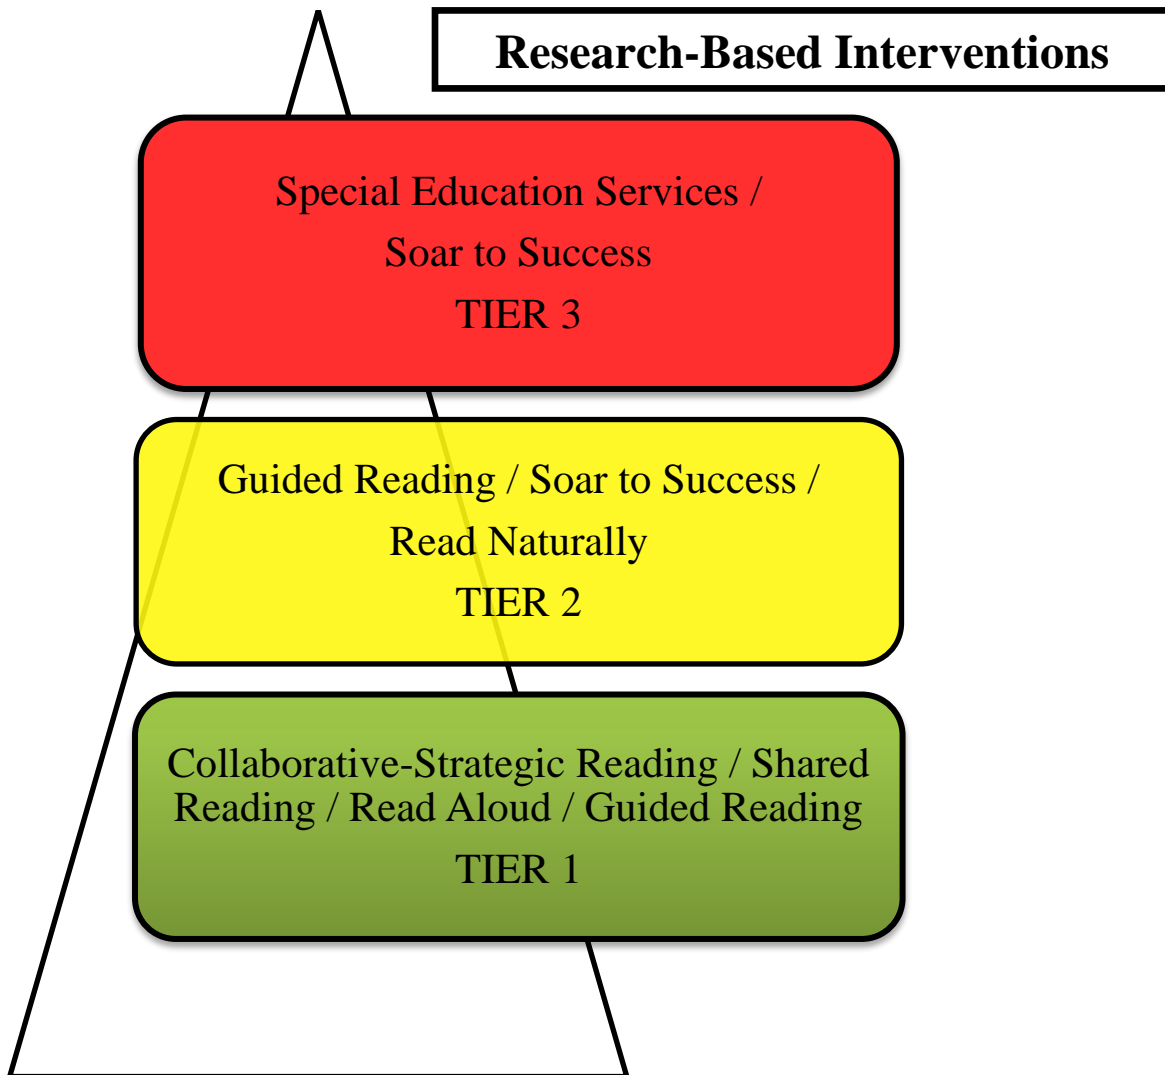 Research-Based Interventions
Special Education Services /
Soar to Success
TIER 3
Guided Reading / Soar to Success /
Read Naturally
TIER 2
Collaborative-Strategic Reading / Shared
Reading / Read Aloud / Guided Reading
TIER 1